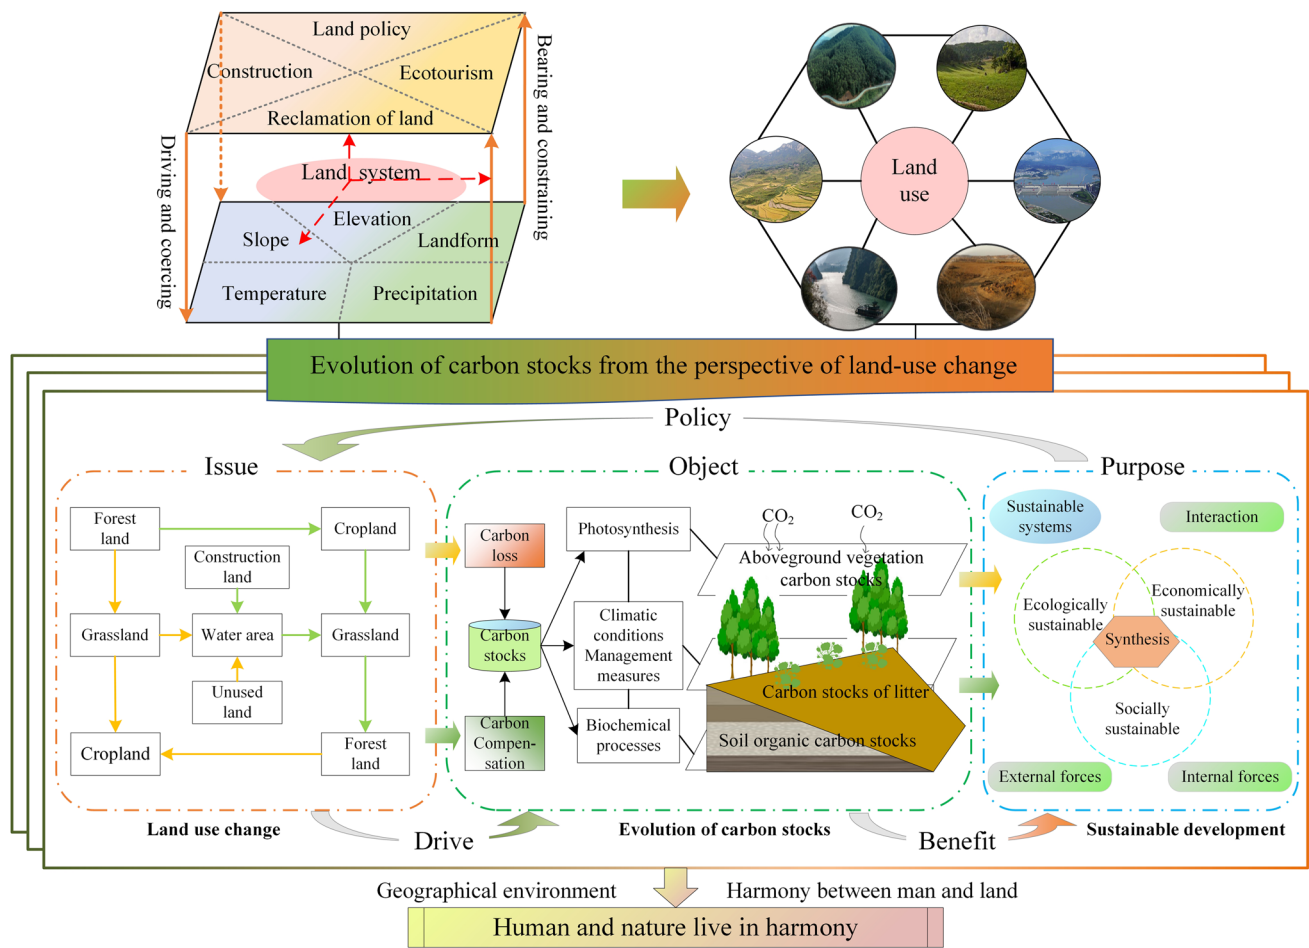 Land policy
Construction
Ecotourism
Reclamation of land
Driving and coercing
Bearing and constraining
Land system
Elevation
Slope
Landform
Temperature
Precipitation
Land
use
Evolution of carbon stocks from the perspective of land-use change
Policy
Issue
Object
Purpose
Forest
land
Cropland
Construction
land
Grassland
Water area
Grassland
Unused
land
Cropland
Forest
land
Land use change
Carbon
loss
Carbon
stocks
Carbon
Compen-
sation
Photosynthesis
Climatic
conditions
Management
measures
Biochemical
processes
CO2
CO2
Aboveground vegetation
carbon stocks
Carbon stocks of litter
Soil organic carbon stocks
Evolution of carbon stocks
Sustainable
systems
Interaction
Ecologically
sustainable
Economically
sustainable
Synthesis
Socially
sustainable
External forces
Internal forces
Sustainable development
Drive
Benefit
Geographical environment
Harmony between man and land
Human and nature live in harmony